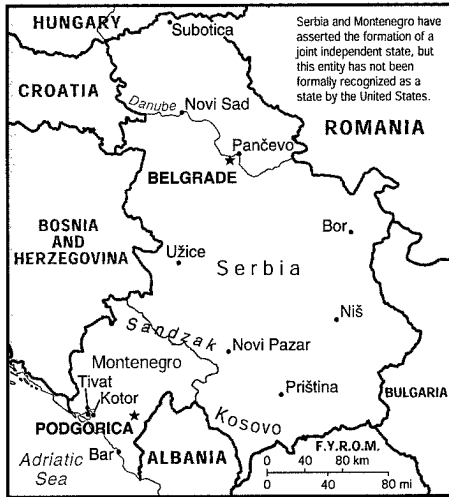 HUNGARY
Subotica
Serbia and Montenegro have
asserted the formation of a
joint independent state, but
this entity has not been
formally recognized as a
state by the United States.
CROATIA
Danube
Novi Sad
ROMANIA
Pančevo
BELGRADE
BOSNIA
AND
HERZEGOVINA
Bor
Užice
Serbia
Niš
Sandzak
Novi Pazar
Montenegro
Tivat
Kotor
Priština
BULGARIA
PODGORICA
Kosovo
Bar
Adriatic
Sea
ALBANIA
F.Y.R.O.M.
0 40 80 km
0 40 80 mi